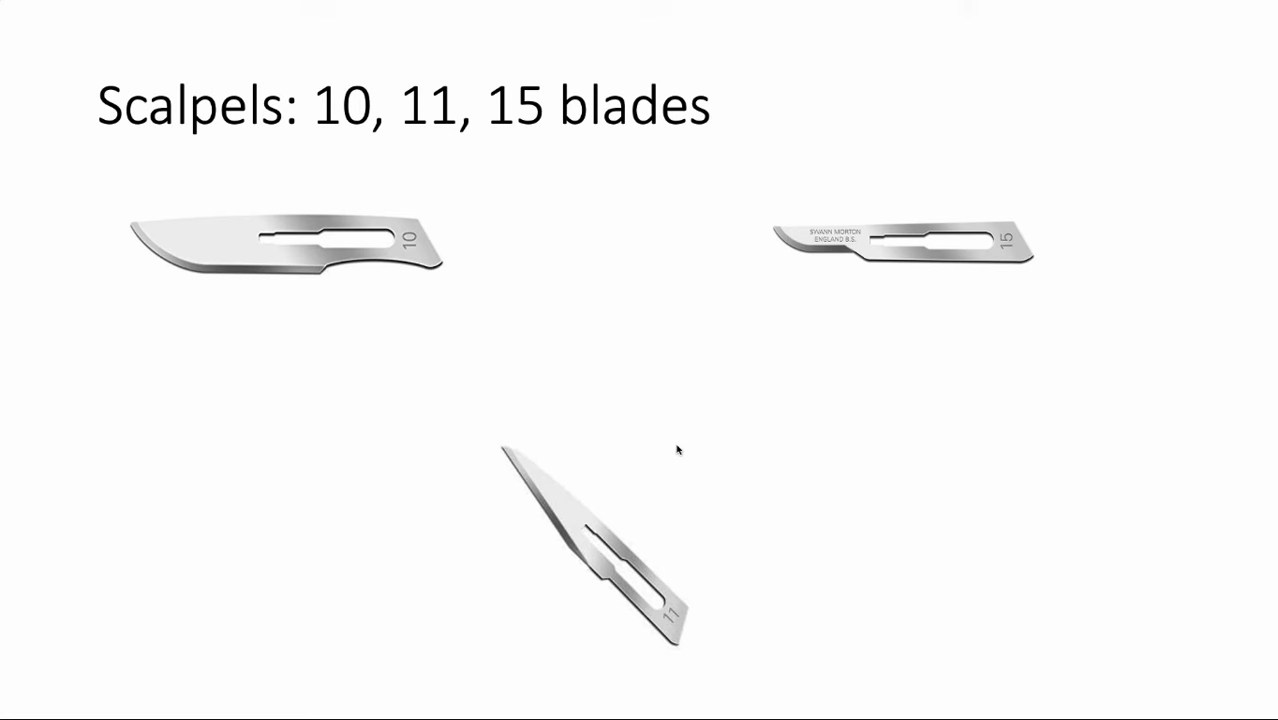 Scalpels: 10, 11, 15 blades
10
SWANN MORTON
ENGLAND B.S.
15
11